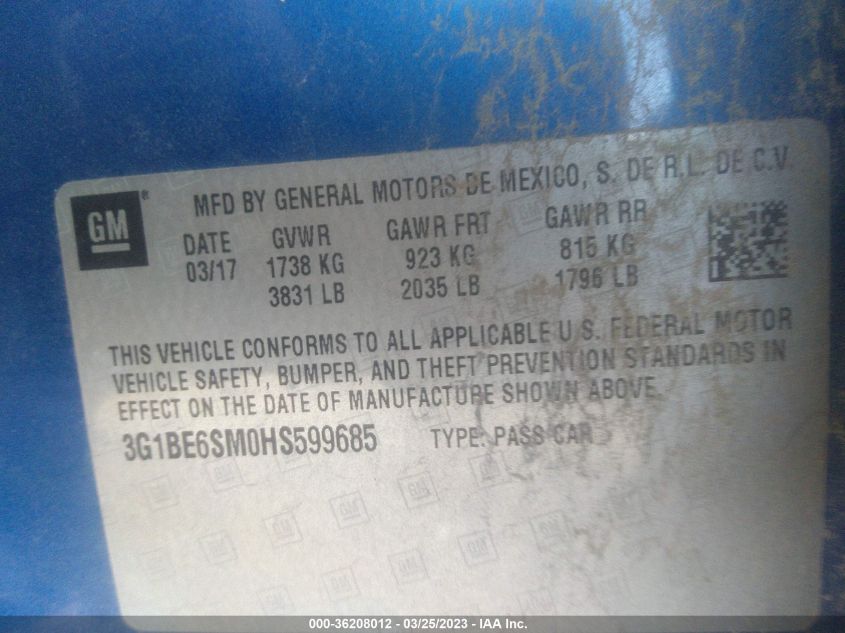 GM ®
MFD BY GENERAL MOTORS DE MEXICO, S. DE R.L. DE C.V.
DATE GVWR GAWR FRT GAWR RR
03/17 1738 KG 923 KG 815 KG
3831 LB 2035 LB 1796 LB
THIS VEHICLE CONFORMS TO ALL APPLICABLE U.S. FEDERAL MOTOR
VEHICLE SAFETY, BUMPER, AND THEFT PREVENTION STANDARDS IN
EFFECT ON THE DATE OF MANUFACTURE SHOWN ABOVE.
3G1BE6SM0HS599685 TYPE: PASS CAR
000-36208012 - 03/25/2023 - IAA Inc.